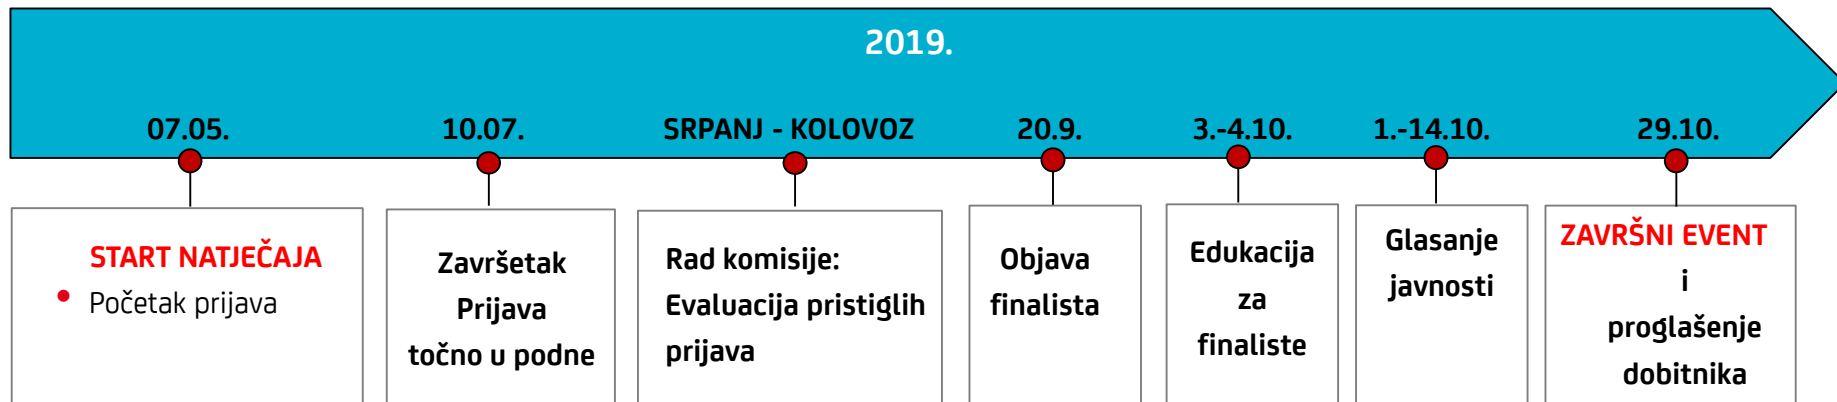 2019.
07.05.
10.07.
SRPANJ - KOLOVOZ
20.9.
3.-4.10.
1.-14.10.
29.10.
START NATJEČAJA
• Početak prijava
Završetak
Prijava
točno u podne
Rad komisije:
Evaluacija pristiglih
prijava
Objava
finalista
Edukacija
za
finaliste
Glasanje
javnosti
ZAVRŠNI EVENT
i
proglašenje
dobitnika